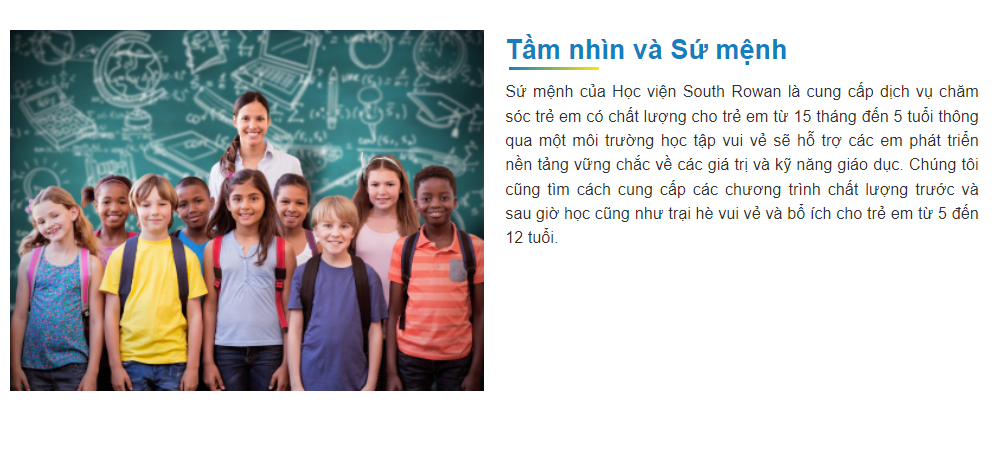 Tầm nhìn và Sứ mệnh
Sứ mệnh của Học viện South Rowan là cung cấp dịch vụ chăm
sóc trẻ em có chất lượng cho trẻ em từ 15 tháng đến 5 tuổi thông
qua một môi trường học tập vui vẻ sẽ hỗ trợ các em phát triển
nền tảng vững chắc về các giá trị và kỹ năng giáo dục. Chúng tôi
cũng tìm cách cung cấp các chương trình chất lượng trước và
sau giờ học cũng như trại hè vui vẻ và bổ ích cho trẻ em từ 5 đến
12 tuổi.